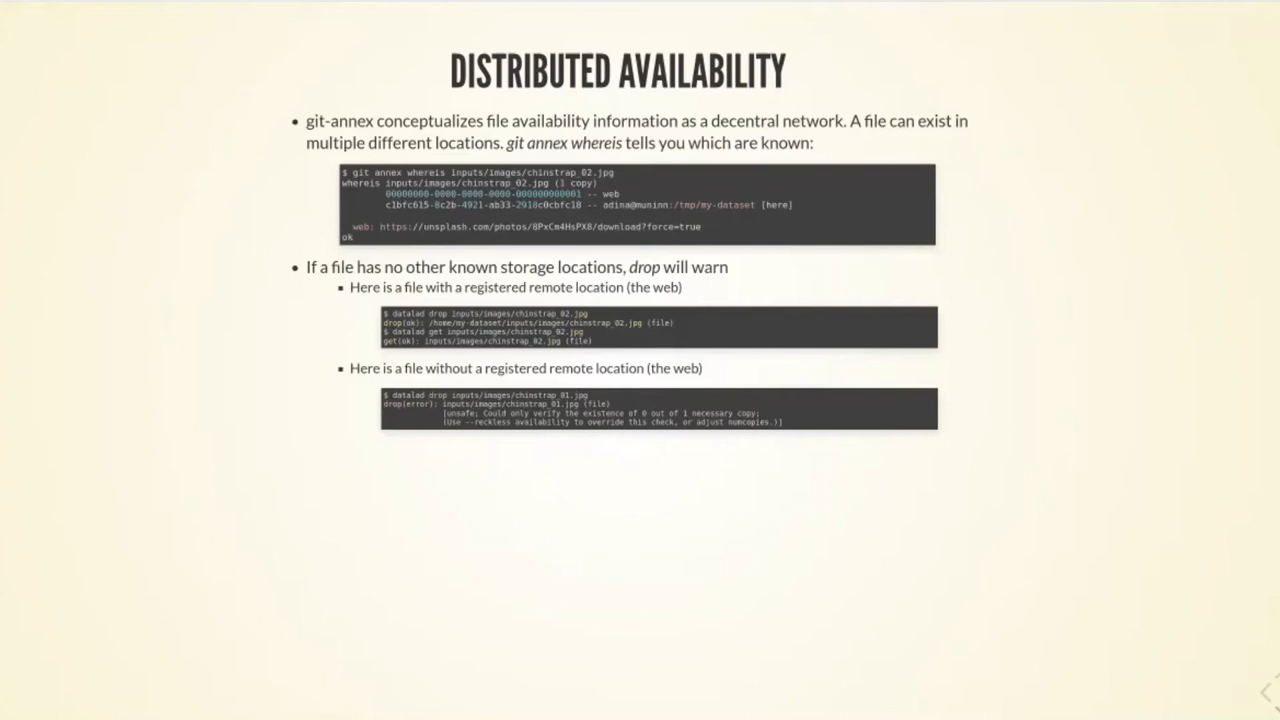 DISTRIBUTED AVAILABILITY
• git-annex conceptualizes file availability information as a decentral network. A file can exist in
multiple different locations. git annex whereis tells you which are known:
$ git annex whereis inputs/images/chinstrap_02.jpg
whereis inputs/images/chinstrap_02.jpg (1 copy)
00000000-0000-0000-0000-000000000001 -- web
c1bfc615-8c2b-4921-ab33-2918c0cbfc18 -- adina@muninn:/tmp/my-dataset [here]
web: https://unsplash.com/photos/8PxCm4HsPX8/download?force=true
ok
• If a file has no other known storage locations, drop will warn
▪ Here is a file with a registered remote location (the web)
$ datalad drop inputs/images/chinstrap_02.jpg
drop(ok): /home/my-dataset/inputs/images/chinstrap_02.jpg (file)
$ datalad get inputs/images/chinstrap_02.jpg
get(ok): inputs/images/chinstrap_02.jpg (file)
▪ Here is a file without a registered remote location (the web)
$ datalad drop inputs/images/chinstrap_01.jpg
drop(error): inputs/images/chinstrap_01.jpg (file)
[unsafe; Could only verify the existence of 0 out of 1 necessary copy;
(Use --reckless availability to override this check, or adjust numcopies.)]